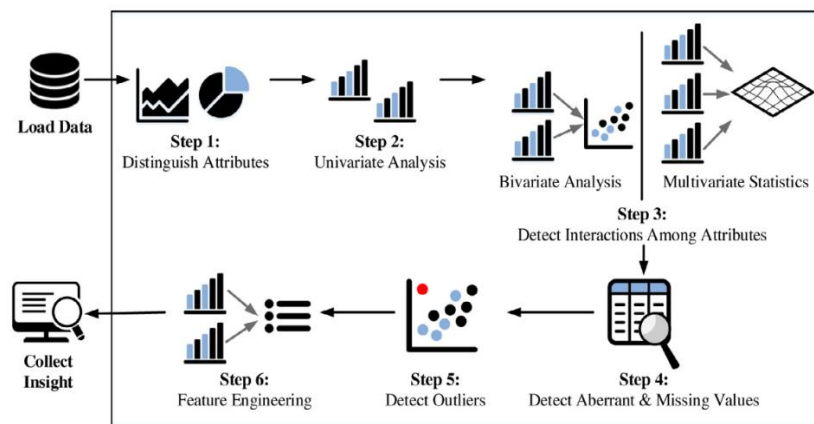 Load Data
Step 1:
Distinguish Attributes
Step 2:
Univariate Analysis
Bivariate Analysis
Multivariate Statistics
Step 3:
Detect Interactions Among Attributes
Collect
Insight
Step 6:
Feature Engineering
Step 5:
Detect Outliers
Step 4:
Detect Aberrant & Missing Values